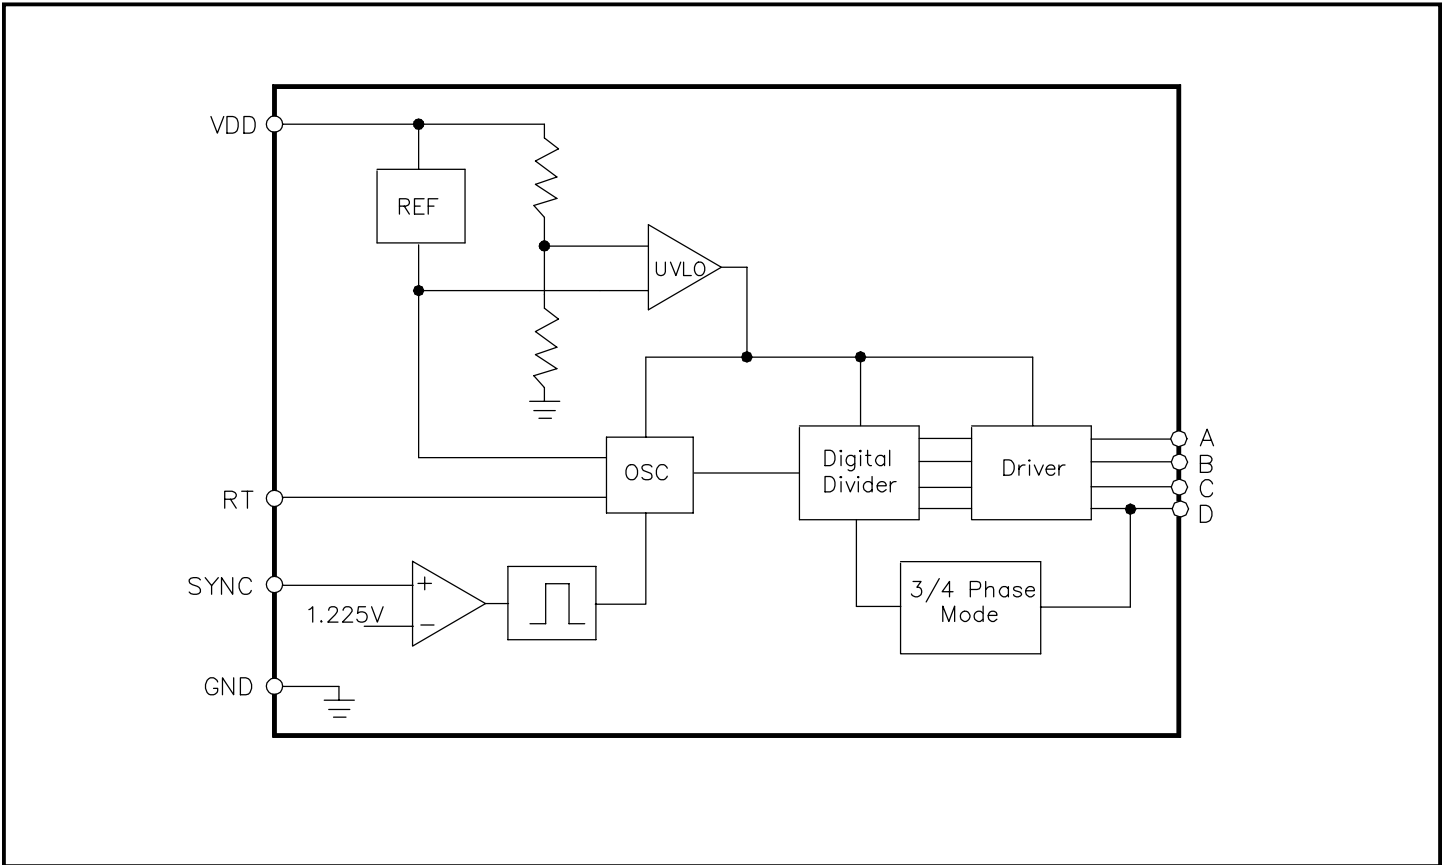 VDD
REF
UVLO
A
B
C
D
Digital
Divider
Driver
OSC
RT
SYNC
+
1.225V
−
3/4 Phase
Mode
GND